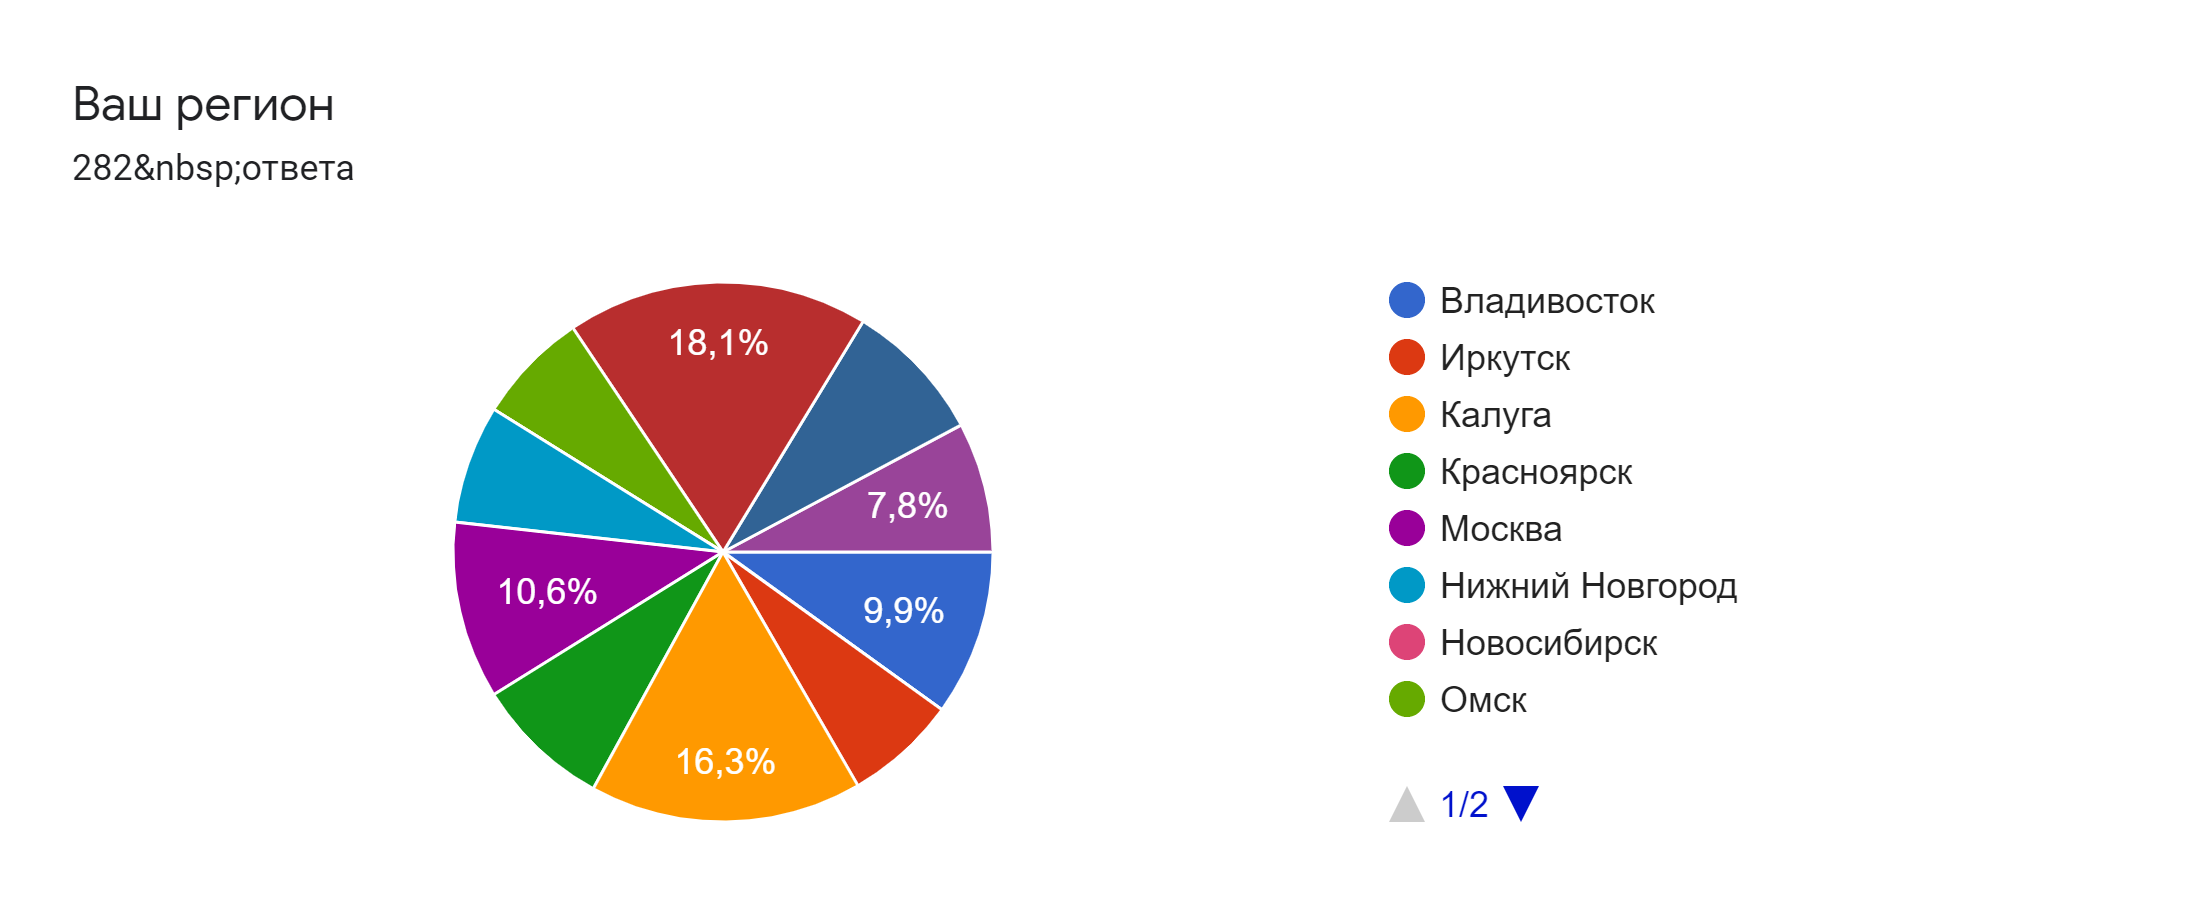 Ваш регион
282&nbsp;ответа
18,1%
7,8%
9,9%
16,3%
10,6%
Владивосток
Иркутск
Калуга
Красноярск
Москва
Нижний Новгород
Новосибирск
Омск
1/2